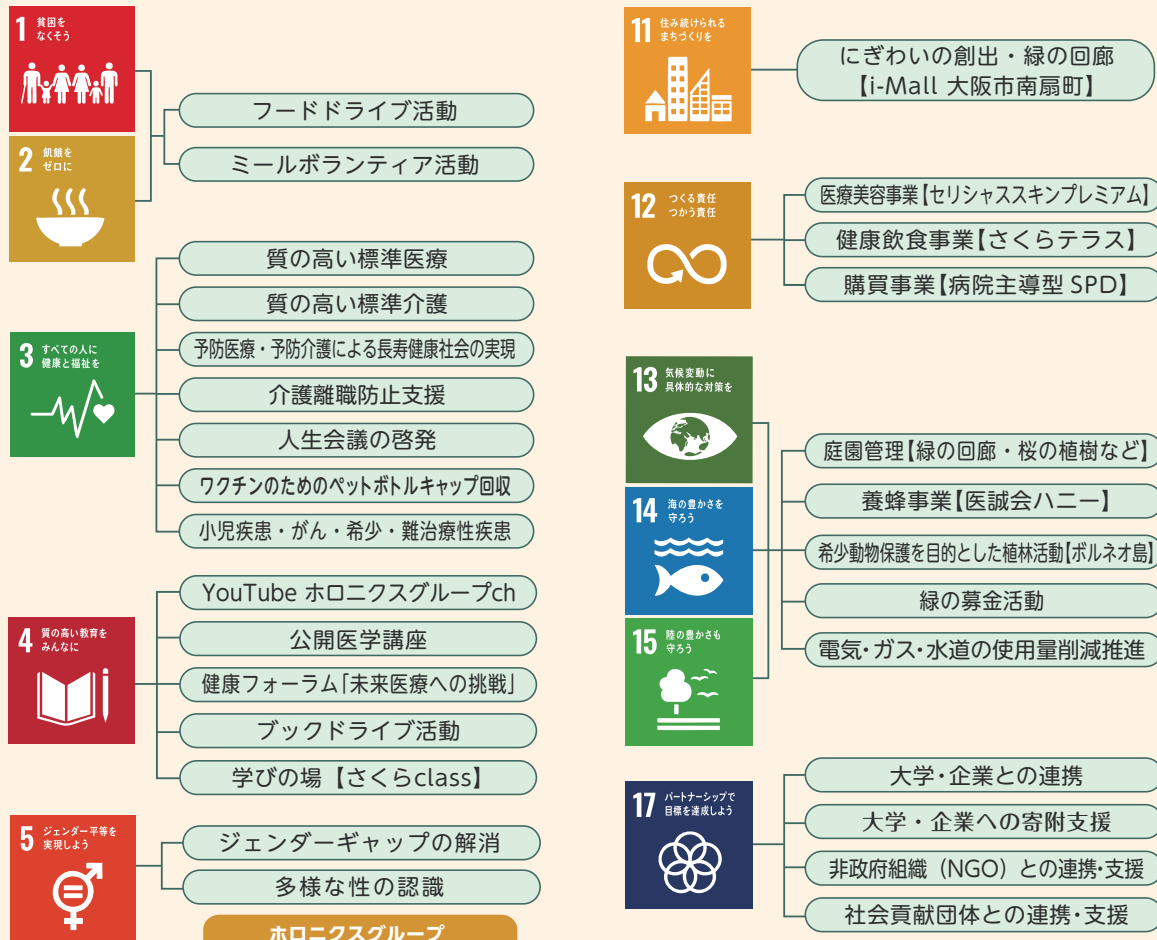 1 貧困を
なくそう
2 飢餓を
ゼロに
フードドライブ活動
ミールボランティア活動
3 すべての人に
健康と福祉を
質の高い標準医療
質の高い標準介護
予防医療・予防介護による長寿健康社会の実現
介護離職防止支援
人生会議の啓発
ワクチンのためのペットボトルキャップ回収
小児疾患・がん・希少・難治療性疾患
4 質の高い教育を
みんなに
YouTube ホロニクスグループch
公開医学講座
健康フォーラム「未来医療への挑戦」
ブックドライブ活動
学びの場【さくらclass】
5 ジェンダー平等を
実現しよう
ジェンダーギャップの解消
多様な性の認識
ホロニクスグループ
11 住み続けられる
まちづくりを
にぎわいの創出・緑の回廊
【i-Mall 大阪市南扇町】
12 つくる責任
つかう責任
医療美容事業【セリシャススキンプレミアム】
健康飲食事業【さくらテラス】
購買事業【病院主導型 SPD】
13 気候変動に
具体的な対策を
14 海の豊かさを
守ろう
15 陸の豊かさも
守ろう
庭園管理【緑の回廊・桜の植樹など】
養蜂事業【医誠会ハニー】
希少動物保護を目的とした植林活動【ボルネオ島】
緑の募金活動
電気・ガス・水道の使用量削減推進
17 パートナーシップで
目標を達成しよう
大学・企業との連携
大学・企業への寄附支援
非政府組織（NGO）との連携・支援
社会貢献団体との連携・支援